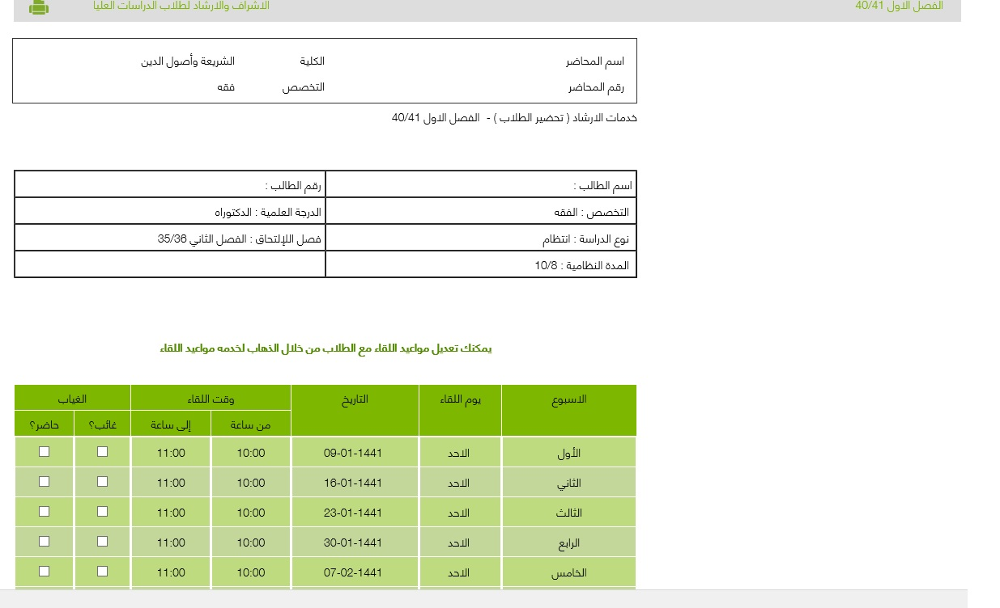 الفصل الاول 40/41 الاشراف والارشاد لطلاب الدراسات العليا
اسم المحاضر الكلية الشريعة وأصول الدين
رقم المحاضر التخصص فقه
خدمات الارشاد ( تحضير الطلاب ) - الفصل الاول 40/41
اسم الطالب : رقم الطالب :
التخصص : الفقه الدرجة العلمية : الدكتوراه
نوع الدراسة : انتظام فصل اللإلتحاق : الفصل الثاني 35/36
المدة النظامية : 10/8
يمكنك تعديل مواعيد اللقاء مع الطلاب من خلال الذهاب لخدمه مواعيد اللقاء
الاسبوع يوم اللقاء التاريخ وقت اللقاء الغياب
من ساعة إلى ساعة غائب؟ حاضر؟
الأول الاحد 09-01-1441 10:00 11:00
الثاني الاحد 16-01-1441 10:00 11:00
الثالث الاحد 23-01-1441 10:00 11:00
الرابع الاحد 30-01-1441 10:00 11:00
الخامس الاحد 07-02-1441 10:00 11:00